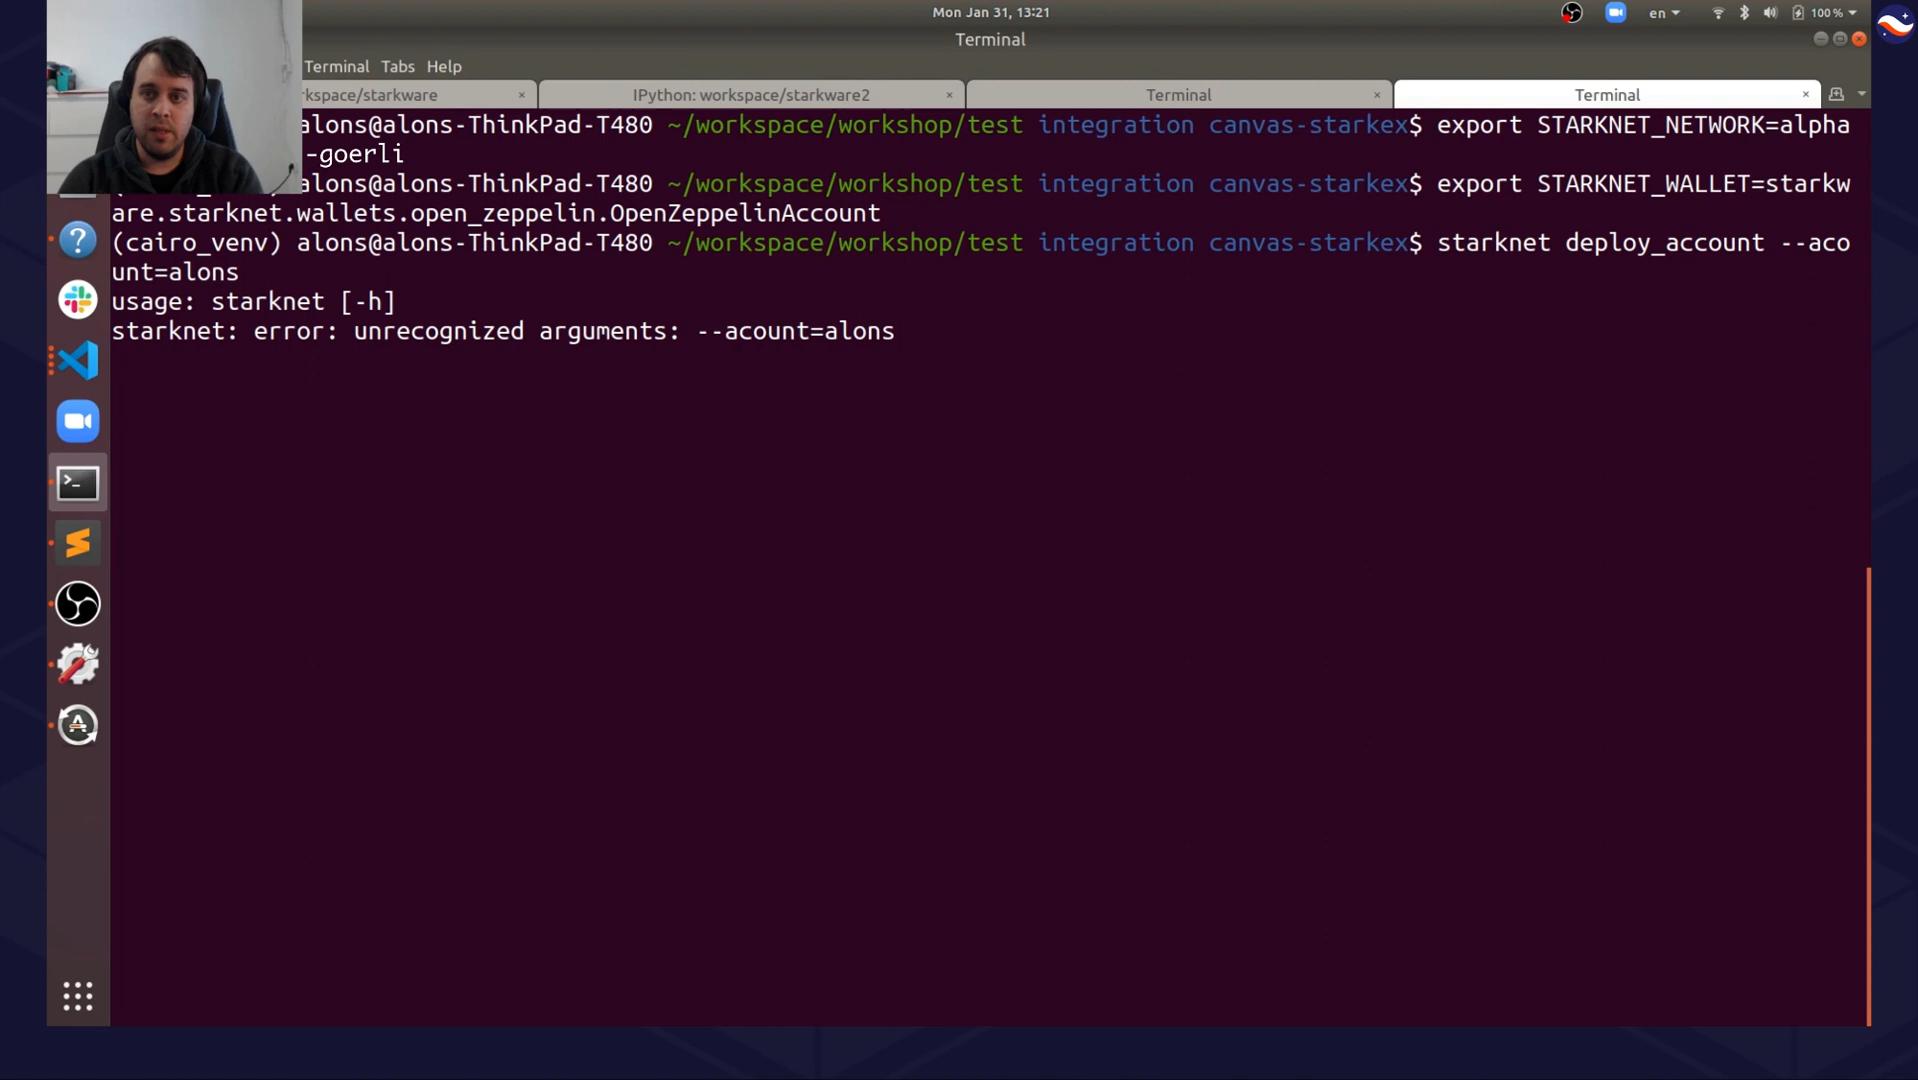 Mon Jan 31, 13:21
en
100 %
Terminal
Terminal Tabs Help
kspace/starkware
IPython: workspace/starkware2
Terminal
Terminal
alons@alons-ThinkPad-T480 ~/workspace/workshop/test integration canvas-starkex$ export STARKNET_NETWORK=alpha
-goerli
alons@alons-ThinkPad-T480 ~/workspace/workshop/test integration canvas-starkex$ export STARKNET_WALLET=starkw
are.starknet.wallets.open_zeppelin.OpenZeppelinAccount
(cairo_venv) alons@alons-ThinkPad-T480 ~/workspace/workshop/test integration canvas-starkex$ starknet deploy_account --aco
unt=alons
usage: starknet [-h]
starknet: error: unrecognized arguments: --acount=alons